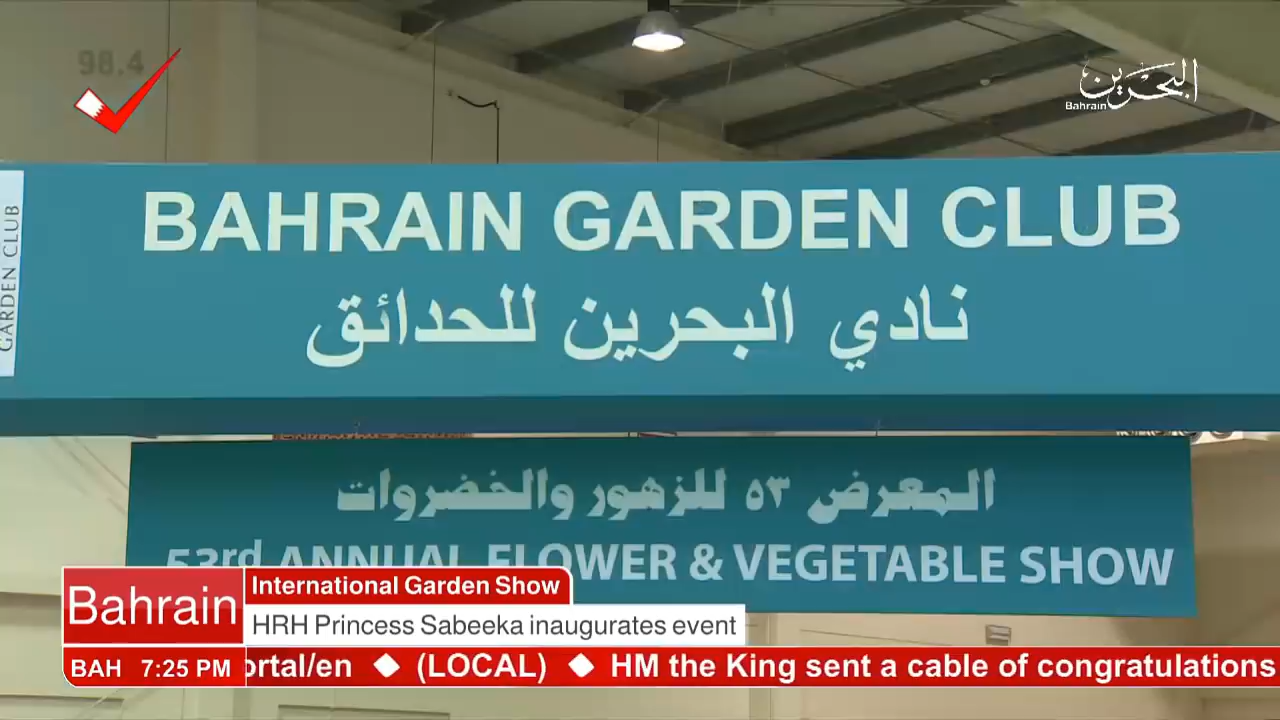 98.4
البحرين
Bahrain
GARDEN CLUB
BAHRAIN GARDEN CLUB
نادي البحرين للحدائق
المعرض ٥٣ للزهور والخضروات
53rd ANNUAL FLOWER & VEGETABLE SHOW
Bahrain
International Garden Show
HRH Princess Sabeeka inaugurates event
BAH 7:25 PM
ortal/en ◆ (LOCAL) ◆ HM the King sent a cable of congratulations